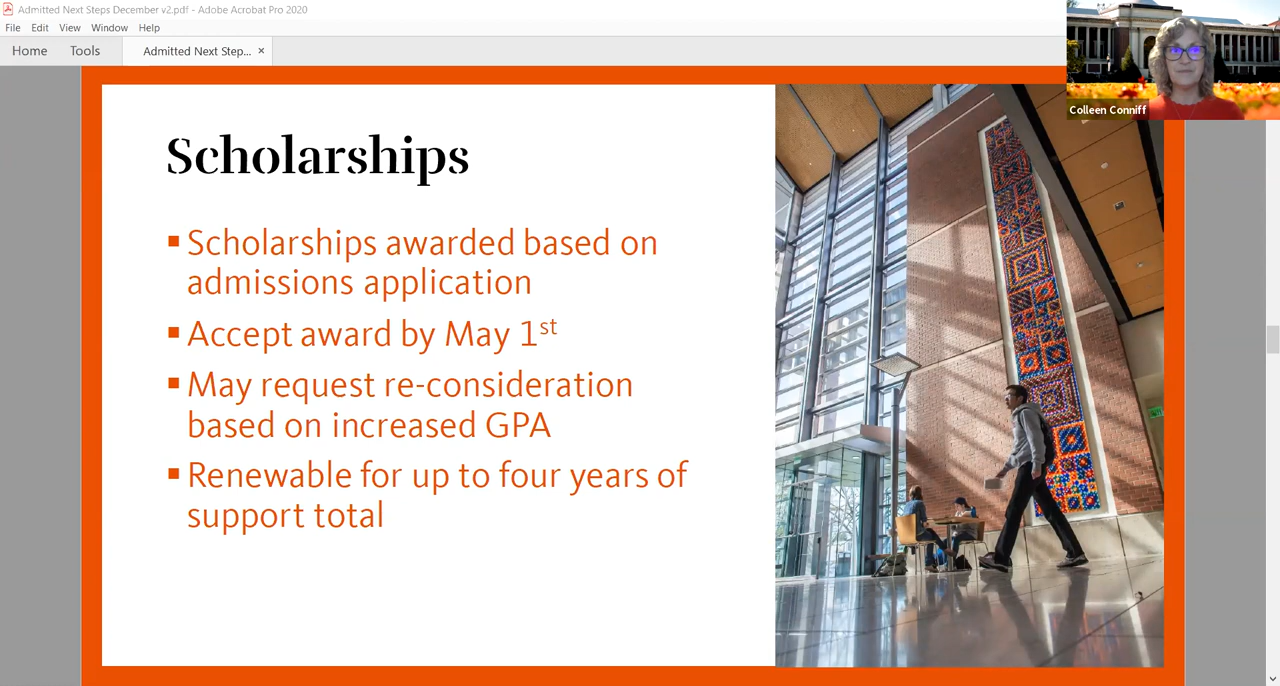 Admitted Next Steps December v2.pdf - Adobe Acrobat Pro 2020
File Edit View Window Help
Home Tools Admitted Next Step... ×
Colleen Conniff
Scholarships
▪ Scholarships awarded based on
admissions application
▪ Accept award by May 1st
▪ May request re-consideration
based on increased GPA
▪ Renewable for up to four years of
support total